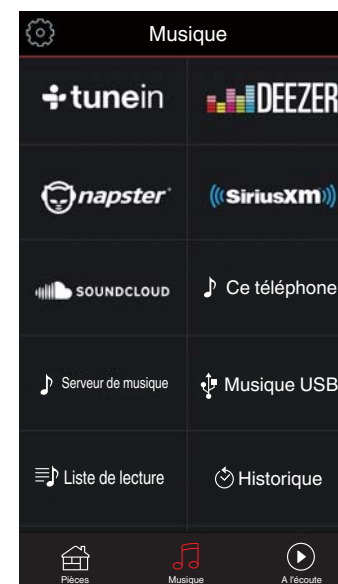 Musique
tunein
DEEZER
napster
SiriusXm
SOUNDCLOUD
Ce téléphone
Serveur de musique
Musique USB
Liste de lecture
Historique
Pièces
Musique
A l'écoute